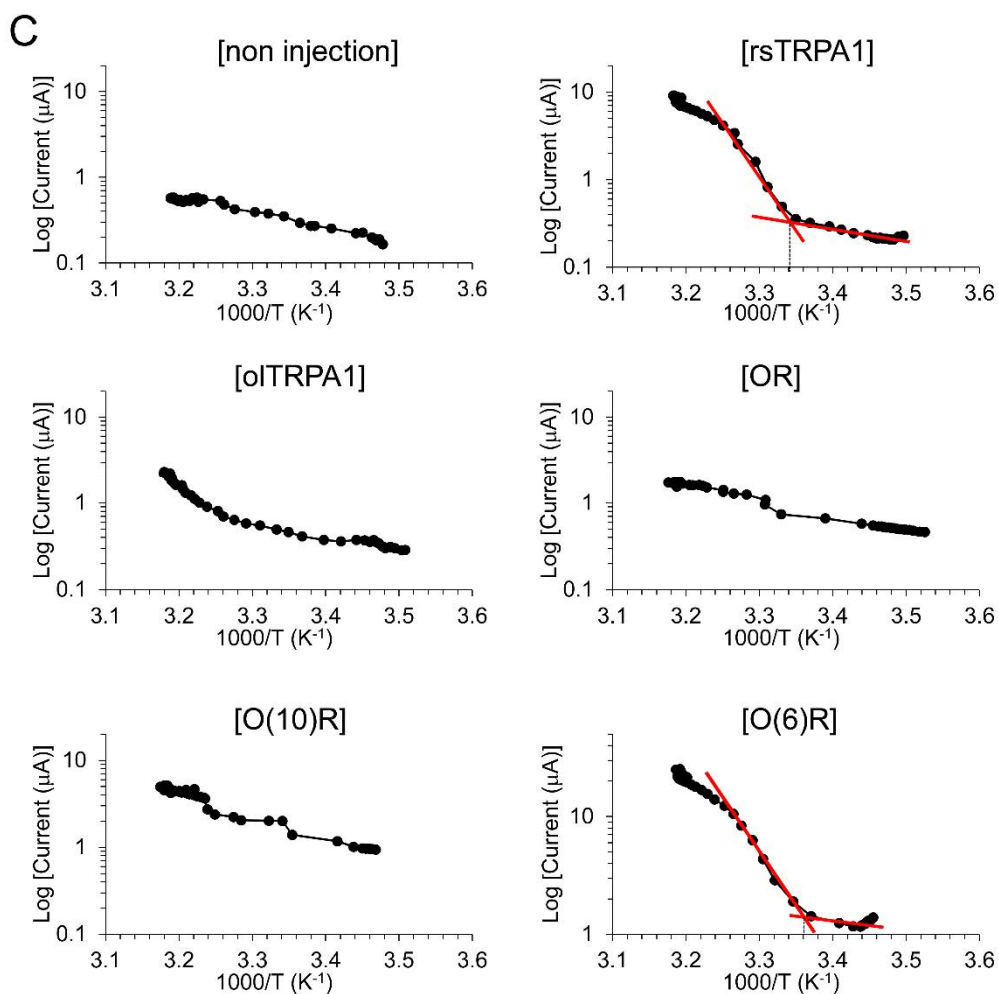 C
[non injection]
Log [Current (μA)]
10
1
0.1
3.1 3.2 3.3 3.4 3.5 3.6
1000/T (K⁻¹)
[rsTRPA1]
Log [Current (μA)]
10
1
0.1
3.1 3.2 3.3 3.4 3.5 3.6
1000/T (K⁻¹)
[olTRPA1]
Log [Current (μA)]
10
1
0.1
3.1 3.2 3.3 3.4 3.5 3.6
1000/T (K⁻¹)
[OR]
Log [Current (μA)]
10
1
0.1
3.1 3.2 3.3 3.4 3.5 3.6
1000/T (K⁻¹)
[O(10)R]
Log [Current (μA)]
10
1
0.1
3.1 3.2 3.3 3.4 3.5 3.6
1000/T (K⁻¹)
[O(6)R]
Log [Current (μA)]
10
1
3.1 3.2 3.3 3.4 3.5 3.6
1000/T (K⁻¹)